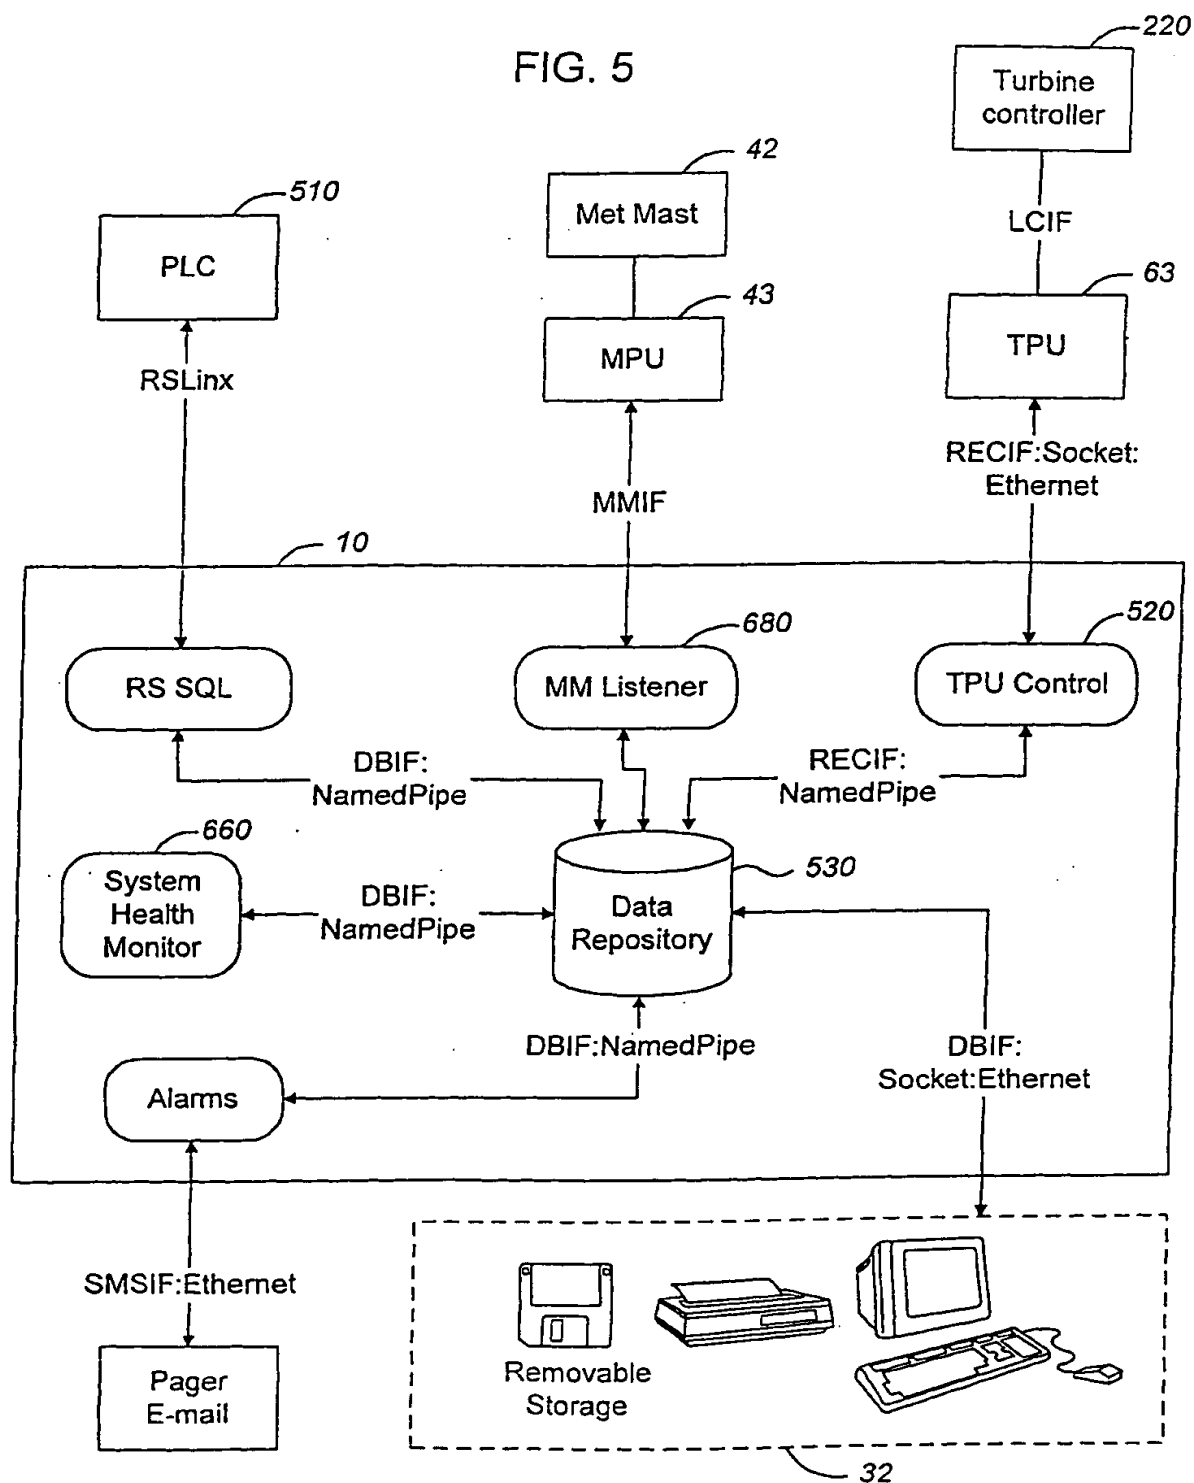 220
FIG. 5
Turbine
controller
42
510
Met Mast
LCIF
PLC
43
63
MPU
TPU
RSLinx
RECIF:Socket:
Ethernet
MMIF
10
680
520
RS SQL
MM Listener
TPU Control
DBIF:
NamedPipe
RECIF:
NamedPipe
660
530
System
Health
Monitor
DBIF:
NamedPipe
Data
Repository
DBIF:NamedPipe
DBIF:
Socket:Ethernet
Alarms
SMSIF:Ethernet
Removable
Storage
Pager
E-mail
32